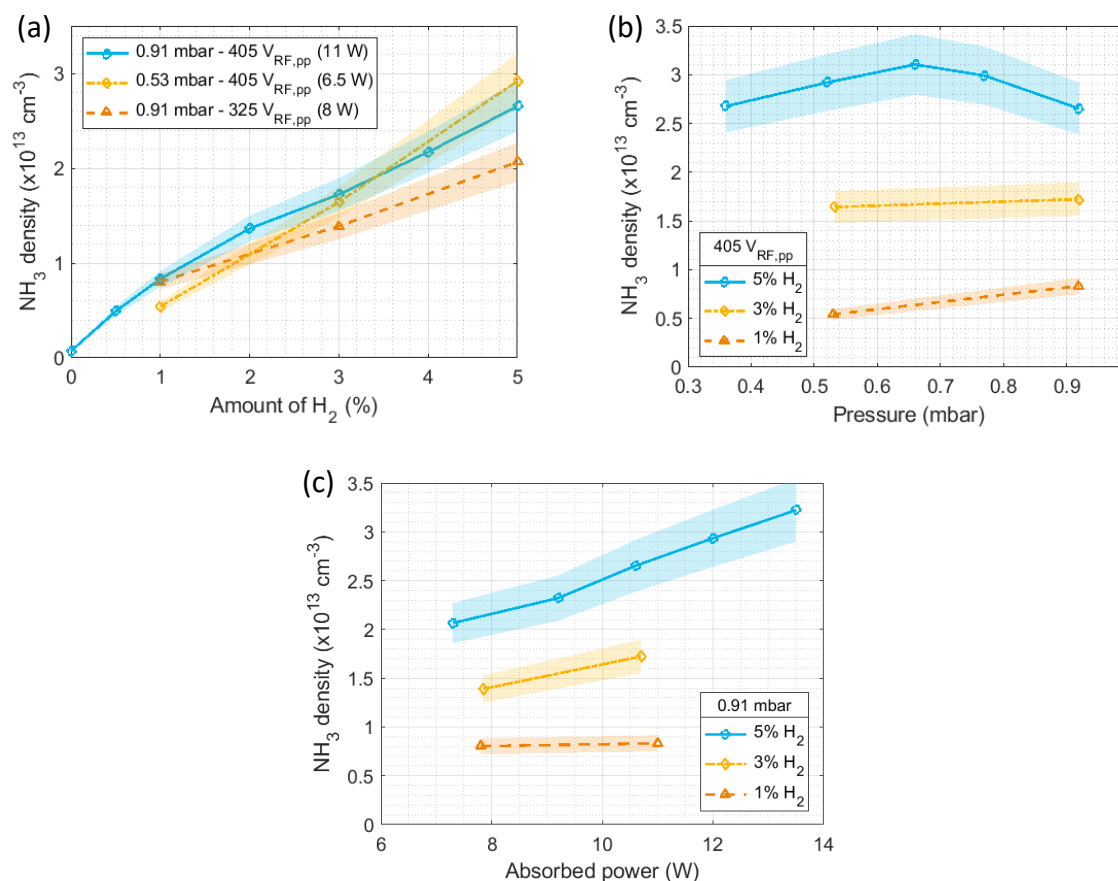 (a)
NH3 density (x10^13 cm^-3)
0.91 mbar - 405 V_RF,pp (11 W)
0.53 mbar - 405 V_RF,pp (6.5 W)
0.91 mbar - 325 V_RF,pp (8 W)
3
2
1
0
0 1 2 3 4 5
Amount of H2 (%)
(b)
NH3 density (x10^13 cm^-3)
3.5
3
2.5
2
1.5
1
0.5
0
405 V_RF,pp
5% H2
3% H2
1% H2
0.3 0.4 0.5 0.6 0.7 0.8 0.9
Pressure (mbar)
(c)
NH3 density (x10^13 cm^-3)
3.5
3
2.5
2
1.5
1
0.5
0
0.91 mbar
5% H2
3% H2
1% H2
6 8 10 12 14
Absorbed power (W)